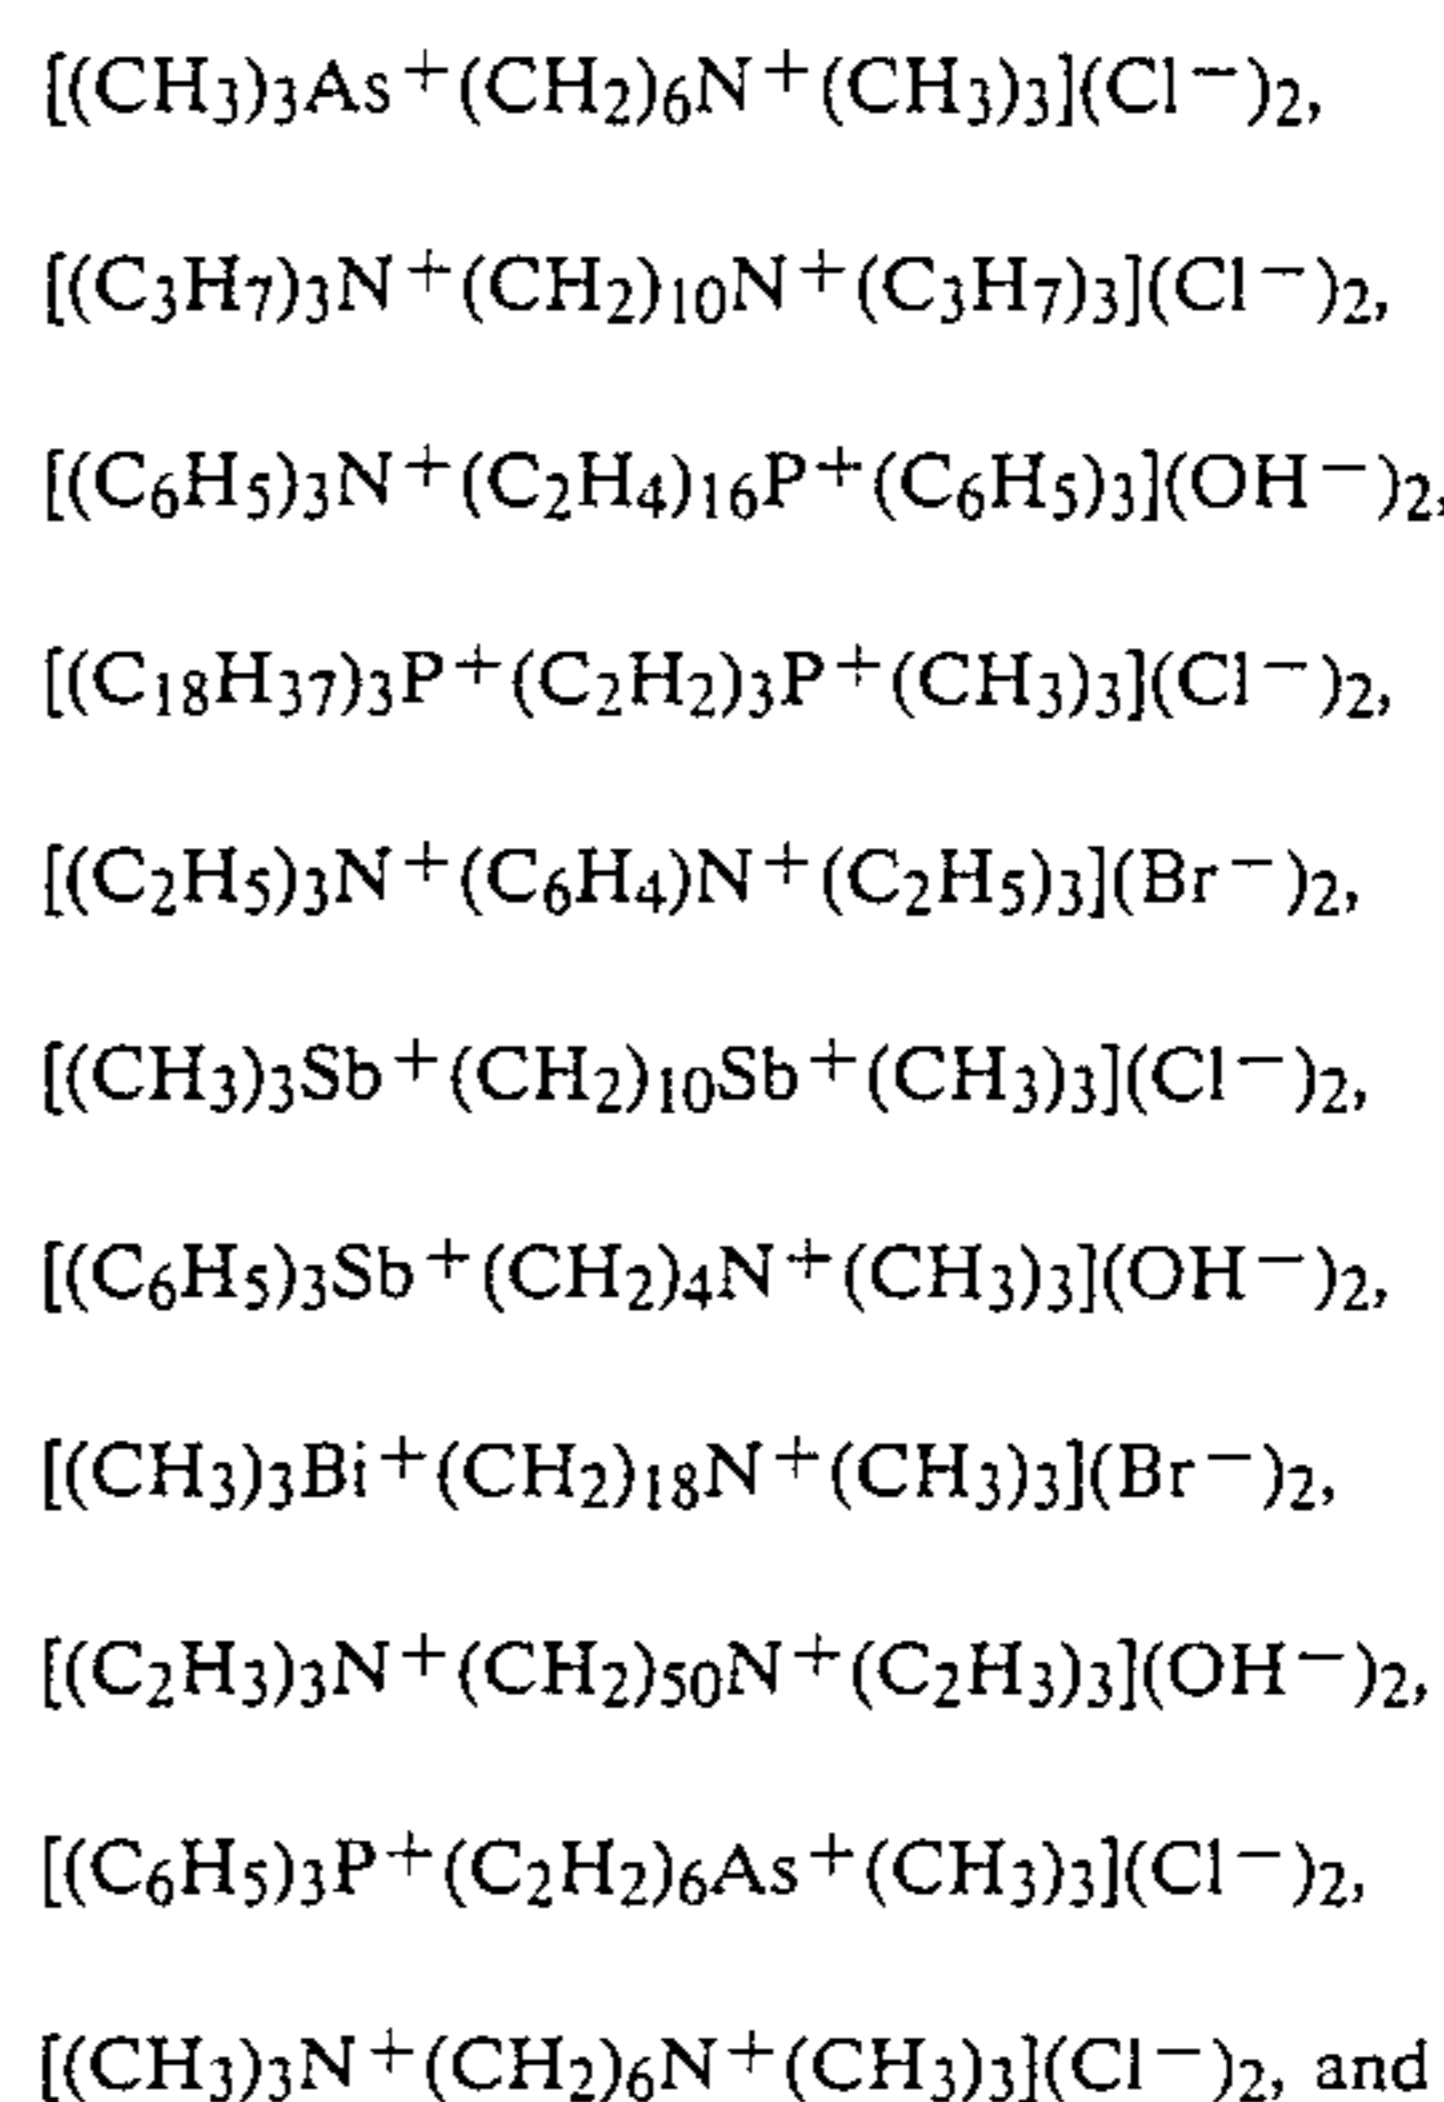 [(CH₃)₃As⁺(CH₂)₆N⁺(CH₃)₃](Cl⁻)₂,
[(C₃H₇)₃N⁺(CH₂)₁₀N⁺(C₃H₇)₃](Cl⁻)₂,
[(C₆H₅)₃N⁺(C₂H₄)₁₆P⁺(C₆H₅)₃](OH⁻)₂,
[(C₁₈H₃₇)₃P⁺(C₂H₂)₃P⁺(CH₃)₃](Cl⁻)₂,
[(C₂H₅)₃N⁺(C₆H₄)N⁺(C₂H₅)₃](Br⁻)₂,
[(CH₃)₃Sb⁺(CH₂)₁₀Sb⁺(CH₃)₃](Cl⁻)₂,
[(C₆H₅)₃Sb⁺(CH₂)₄N⁺(CH₃)₃](OH⁻)₂,
[(CH₃)₃Bi⁺(CH₂)₁₈N⁺(CH₃)₃](Br⁻)₂,
[(C₂H₃)₃N⁺(CH₂)₅₀N⁺(C₂H₃)₃](OH⁻)₂,
[(C₆H₅)₃P⁺(C₂H₂)₆As⁺(CH₃)₃](Cl⁻)₂,
[(CH₃)₃N⁺(CH₂)₆N⁺(CH₃)₃](Cl⁻)₂, and